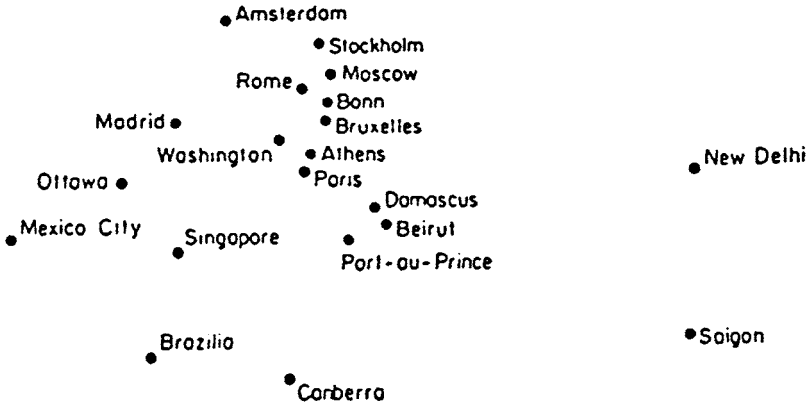 Amsterdam
Stockholm
Moscow
Rome
Bonn
Madrid
Bruxelles
Washington
Athens
New Delhi
Paris
Ottawa
Damascus
Mexico City
Beirut
Singapore
Port-au-Prince
Saigon
Brazilia
Canberra